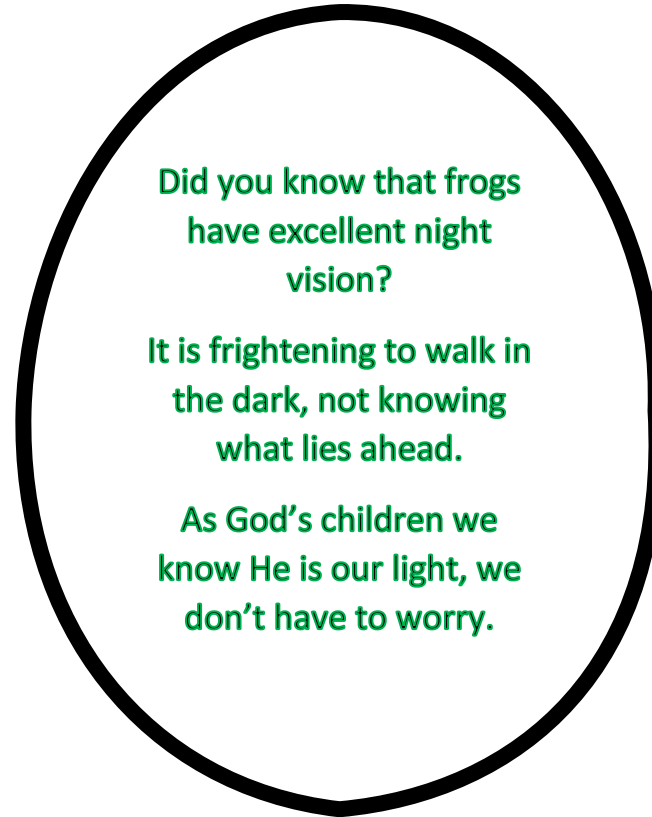 Did you know that frogs
have excellent night
vision?
It is frightening to walk in
the dark, not knowing
what lies ahead.
As God’s children we
know He is our light, we
don’t have to worry.